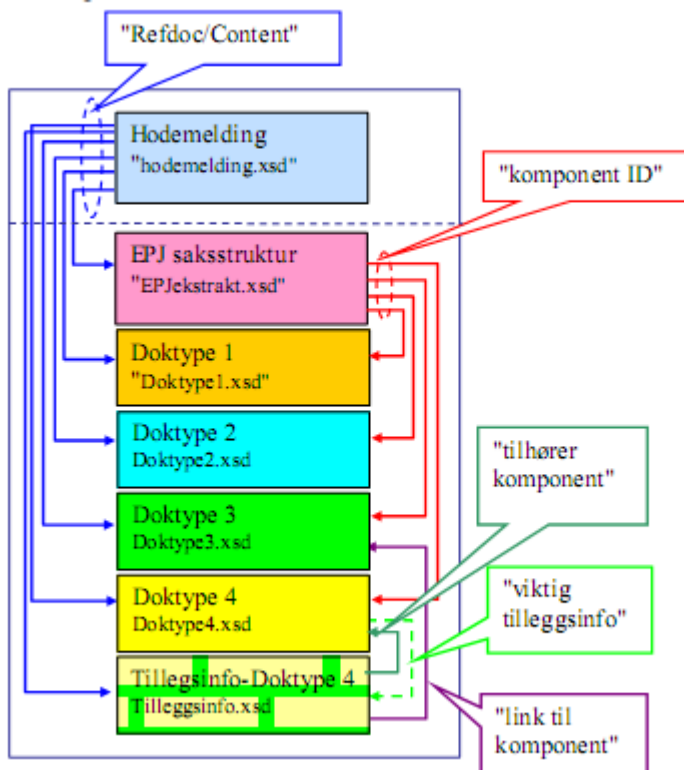 "Refdoc/Content"
Hodemelding
"hodemelding.xsd"
"komponent ID"
EPJ saksstruktur
"EPJekstrakt.xsd"
Doktype 1
"Doktype1.xsd"
Doktype 2
Doktype2.xsd
"tilhører
komponent"
Doktype 3
Doktype3.xsd
Doktype 4
Doktype4.xsd
"viktig
tilleggsinfo"
Tillegsinfo-Doktype 4
Tilleggsinfo.xsd
"link til
komponent"